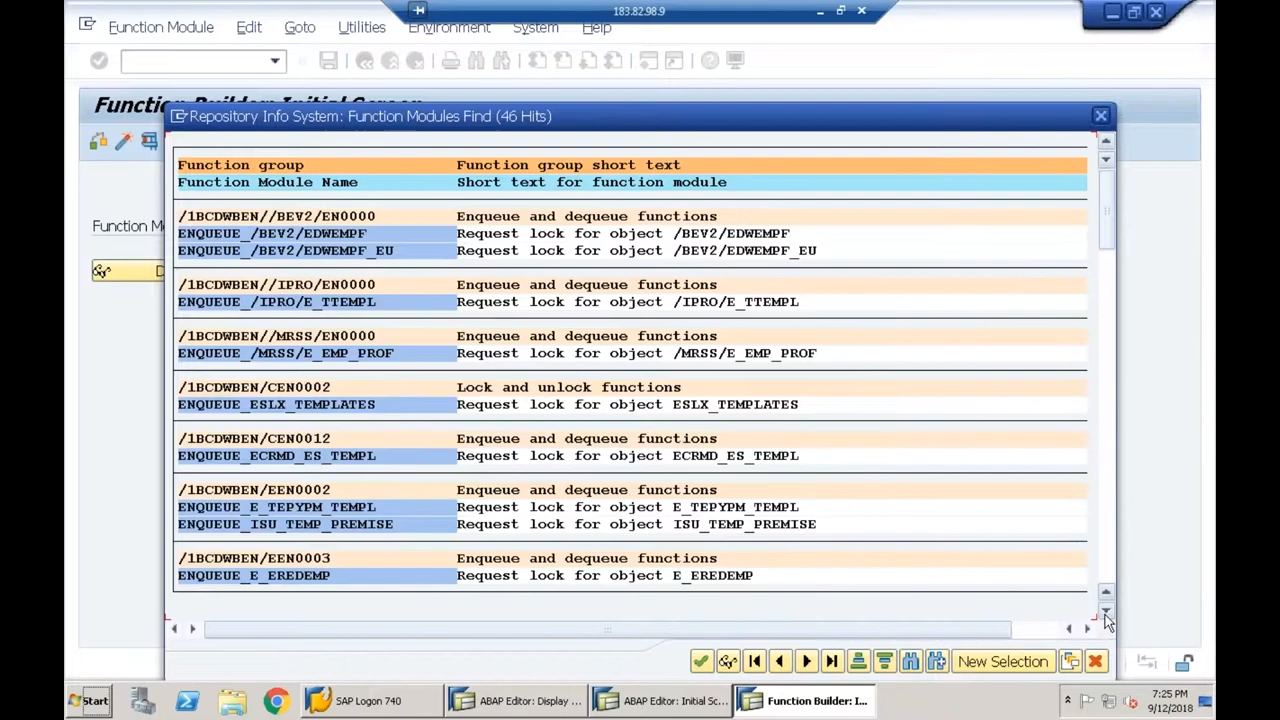 183.82.98.9
Function Module Edit Goto Utilities Environment System Help
Function Builder: Initial Screen
Repository Info System: Function Modules Find (46 Hits)
Function group Function group short text
Function Module Name Short text for function module
/1BCDWBEN//BEV2/EN0000 Enqueue and dequeue functions
ENQUEUE_/BEV2/EDWEMPF Request lock for object /BEV2/EDWEMPF
ENQUEUE_/BEV2/EDWEMPF_EU Request lock for object /BEV2/EDWEMPF_EU
/1BCDWBEN//IPRO/EN0000 Enqueue and dequeue functions
ENQUEUE_/IPRO/E_TTEMPL Request lock for object /IPRO/E_TTEMPL
/1BCDWBEN//MRSS/EN0000 Enqueue and dequeue functions
ENQUEUE_/MRSS/E_EMP_PROF Request lock for object /MRSS/E_EMP_PROF
/1BCDWBEN/CEN0002 Lock and unlock functions
ENQUEUE_ESLX_TEMPLATES Request lock for object ESLX_TEMPLATES
/1BCDWBEN/CEN0012 Enqueue and dequeue functions
ENQUEUE_ECRMD_ES_TEMPL Request lock for object ECRMD_ES_TEMPL
/1BCDWBEN/EEN0002 Enqueue and dequeue functions
ENQUEUE_E_TEPYPM_TEMPL Request lock for object E_TEPYPM_TEMPL
ENQUEUE_ISU_TEMP_PREMISE Request lock for object ISU_TEMP_PREMISE
/1BCDWBEN/EEN0003 Enqueue and dequeue functions
ENQUEUE_E_EREDEMP Request lock for object E_EREDEMP
Function Mo
D
New Selection
Start SAP Logon 740 ABAP Editor: Display ... ABAP Editor: Initial Sc... Function Builder: I... 7:25 PM
9/12/2018